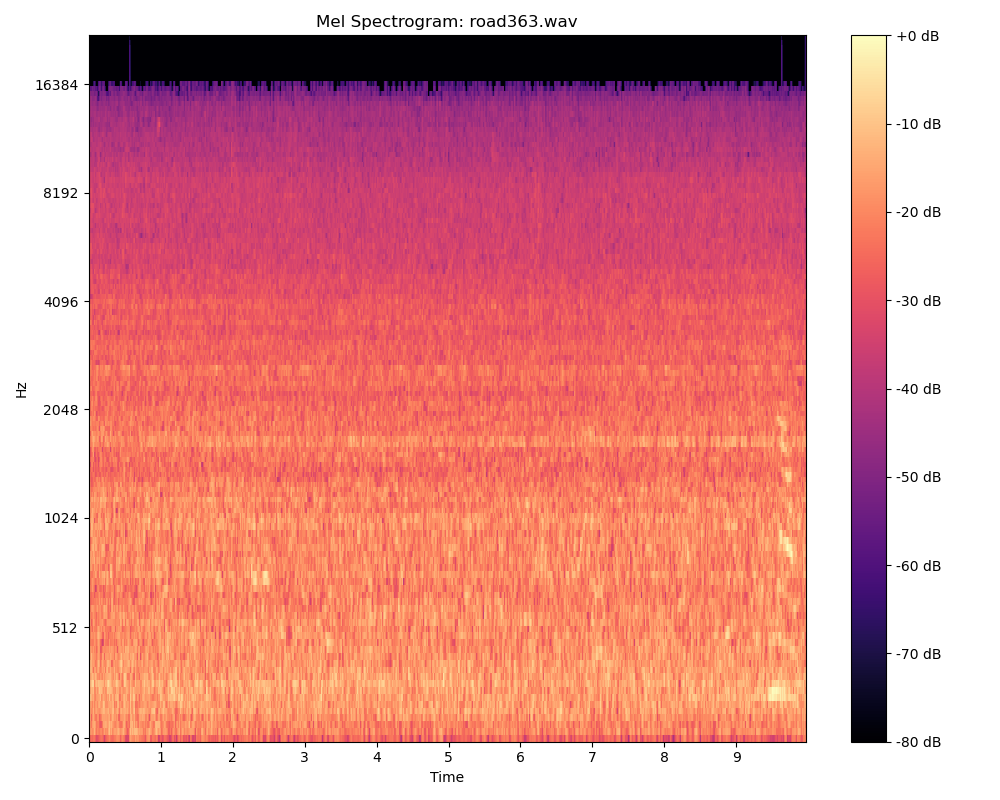 Mel Spectrogram: road363.wav
Hz
16384
8192
4096
2048
1024
512
0
0 1 2 3 4 5 6 7 8 9
Time
+0 dB
-10 dB
-20 dB
-30 dB
-40 dB
-50 dB
-60 dB
-70 dB
-80 dB